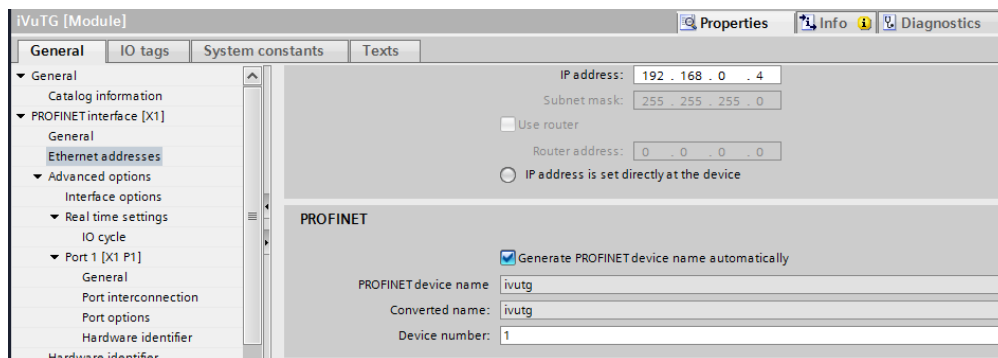 iVuTG [Module]
Properties
Info
Diagnostics
General
IO tags
System constants
Texts
General
Catalog information
PROFINET interface [X1]
General
Ethernet addresses
Advanced options
Interface options
Real time settings
IO cycle
Port 1 [X1 P1]
General
Port interconnection
Port options
Hardware identifier
Hardware identifier
IP address: 192 . 168 . 0 . 4
Subnet mask: 255 . 255 . 255 . 0
Use router
Router address: 0 . 0 . 0 . 0
IP address is set directly at the device
PROFINET
Generate PROFINET device name automatically
PROFINET device name ivutg
Converted name: ivutg
Device number: 1